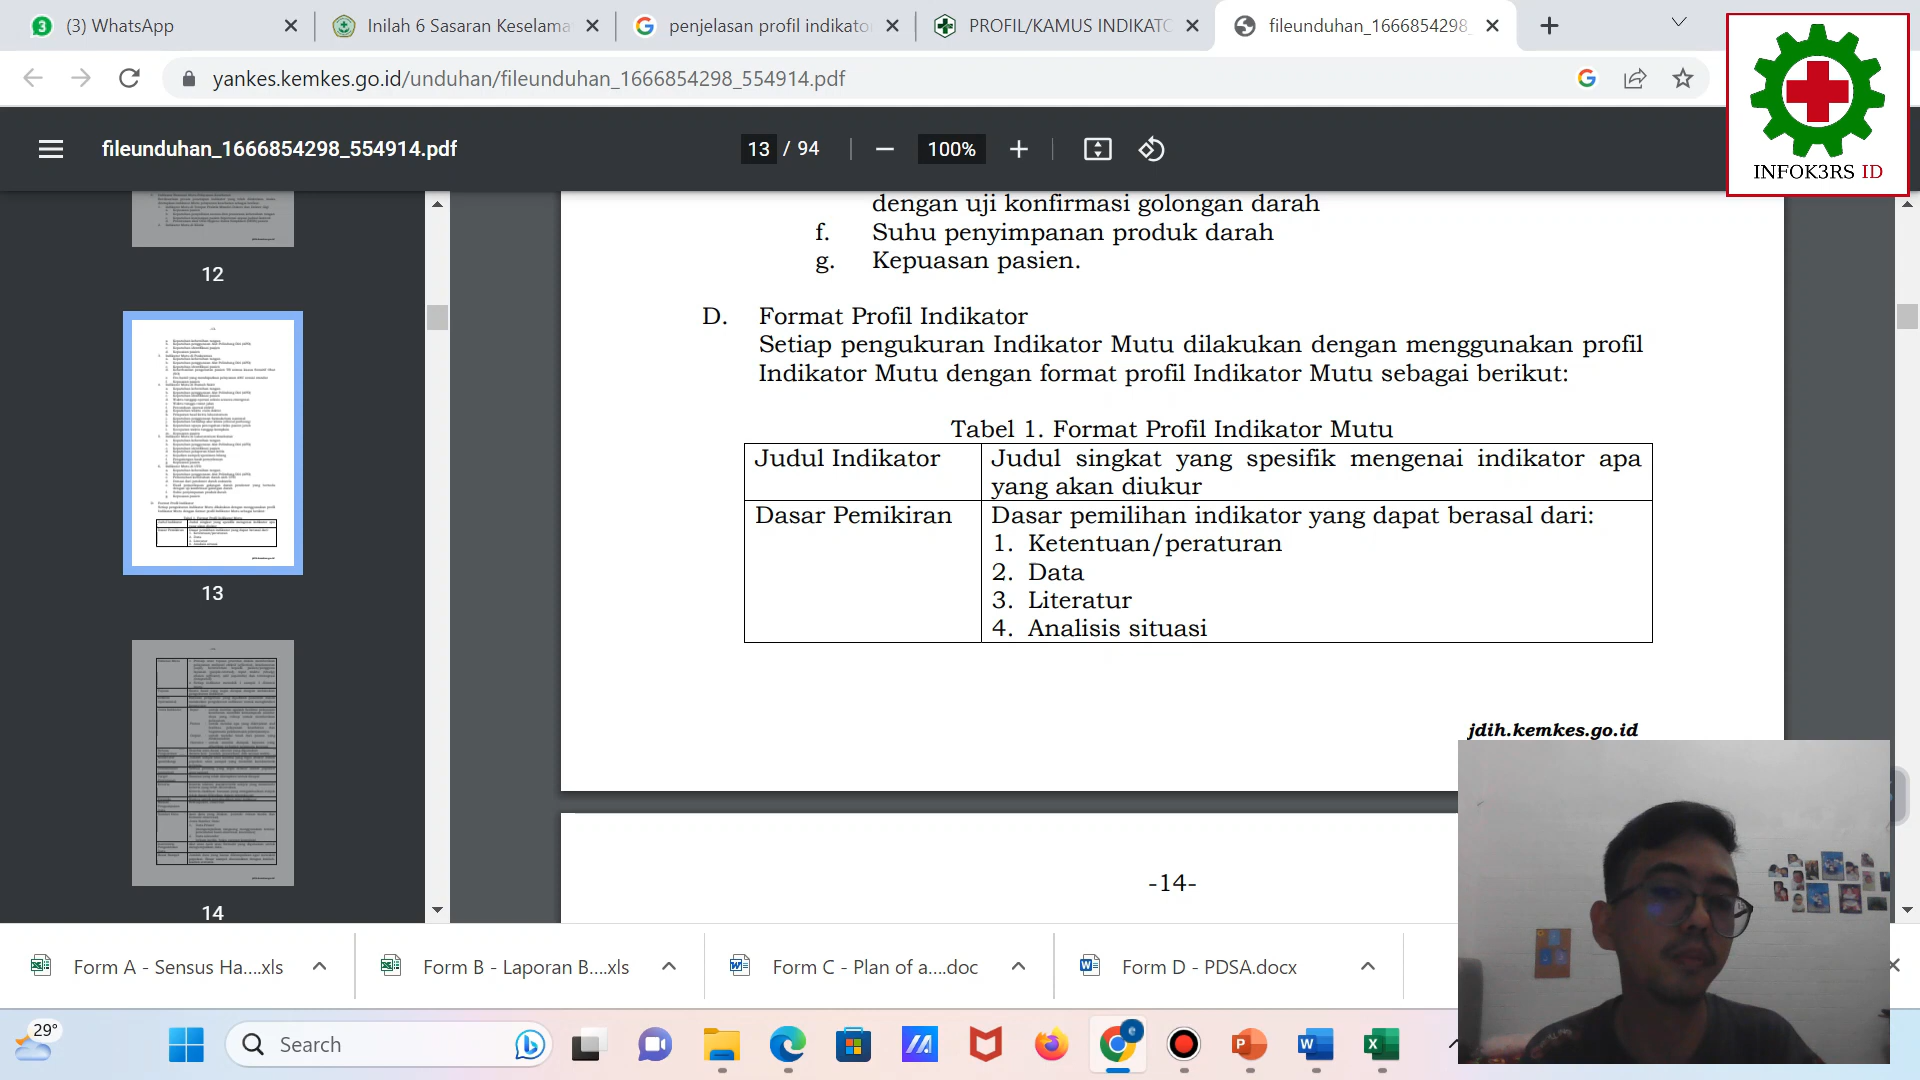 3
(3) WhatsApp
Inilah 6 Sasaran Keselama
penjelasan profil indikato
PROFIL/KAMUS INDIKATO
fileunduhan_1666854298_
yankes.kemkes.go.id/unduhan/fileunduhan_1666854298_554914.pdf
INFOK3RS ID
fileunduhan_1666854298_554914.pdf
13 / 94
100%
12
13
14
dengan uji konfirmasi golongan darah
f. Suhu penyimpanan produk darah
g. Kepuasan pasien.
D. Format Profil Indikator
Setiap pengukuran Indikator Mutu dilakukan dengan menggunakan profil
Indikator Mutu dengan format profil Indikator Mutu sebagai berikut:
Tabel 1. Format Profil Indikator Mutu
Judul Indikator
Judul singkat yang spesifik mengenai indikator apa
yang akan diukur
Dasar Pemikiran
Dasar pemilihan indikator yang dapat berasal dari:
1. Ketentuan/peraturan
2. Data
3. Literatur
4. Analisis situasi
jdih.kemkes.go.id
-14-
Form A - Sensus Ha....xls
Form B - Laporan B....xls
Form C - Plan of a....doc
Form D - PDSA.docx
29°
Search